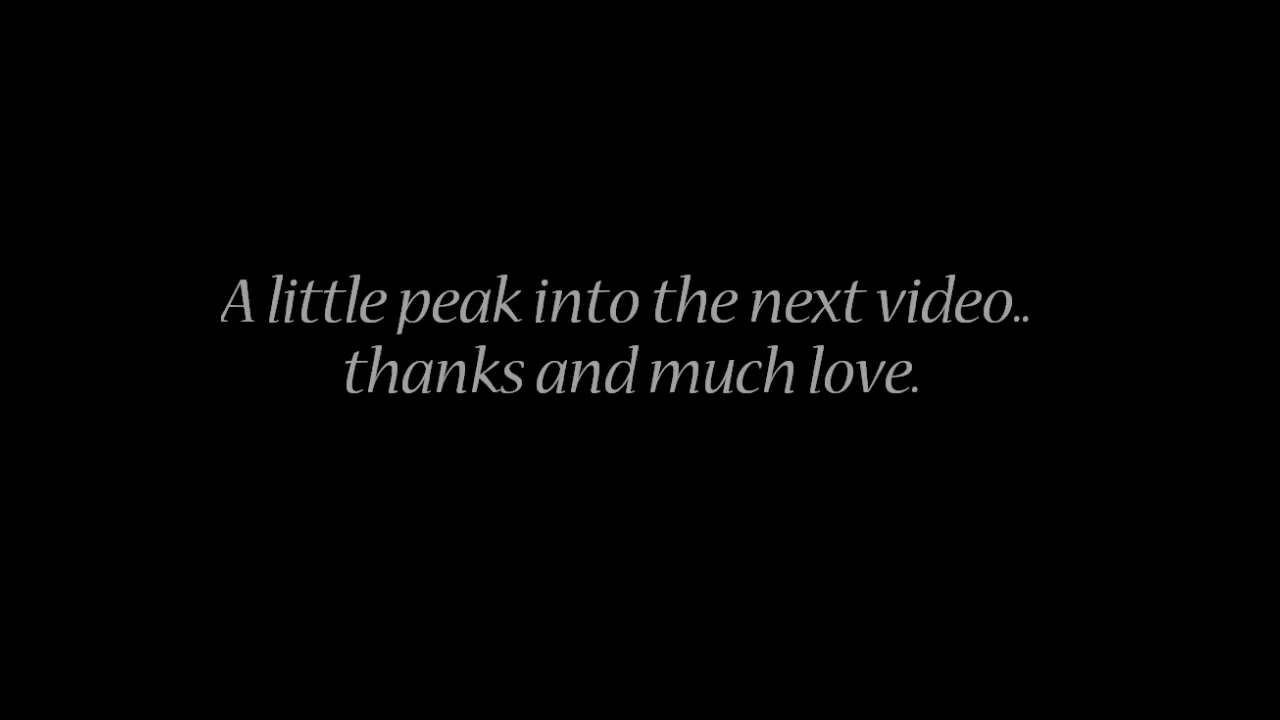 A little peak into the next video..
thanks and much love.